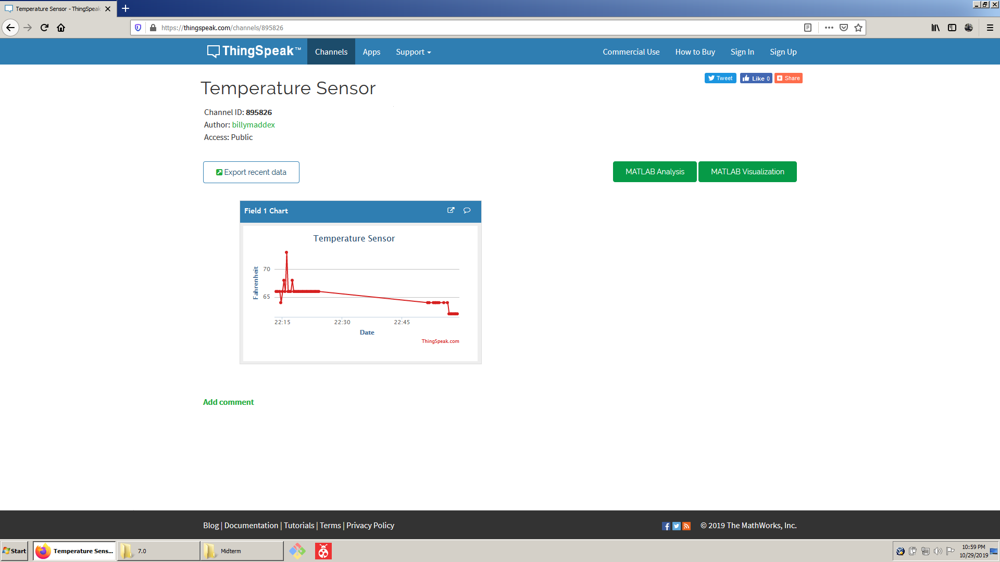 Temperature Sensor - ThingSpeak
https://thingspeak.com/channels/895826
ThingSpeak™
Channels
Apps
Support
Commercial Use
How to Buy
Sign In
Sign Up
Tweet
Like 0
Share
Temperature Sensor
Channel ID: 895826
Author: billymaddex
Access: Public
Export recent data
MATLAB Analysis
MATLAB Visualization
Field 1 Chart
Temperature Sensor
Fahrenheit
70
65
22:15
22:30
22:45
Date
ThingSpeak.com
Add comment
Blog | Documentation | Tutorials | Terms | Privacy Policy
© 2019 The MathWorks, Inc.
Start
Temperature Sens...
7.0
Midterm
10:59 PM
10/29/2019